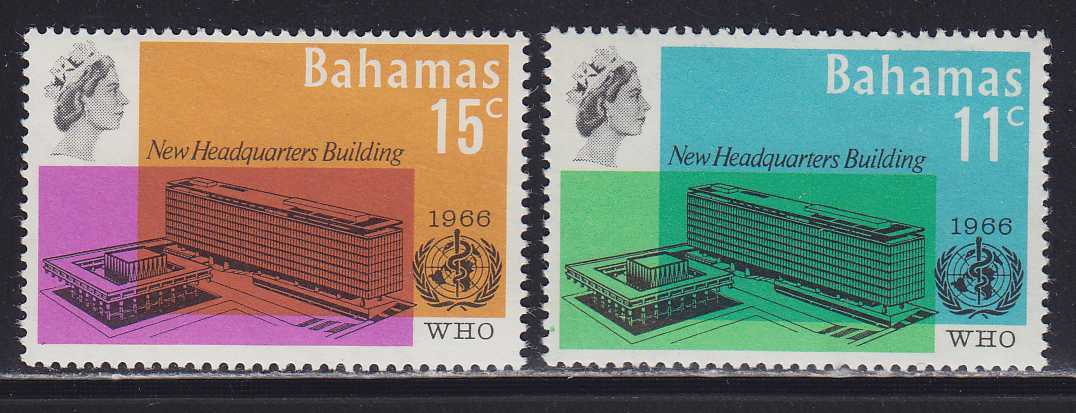 Bahamas
15c
New Headquarters Building
1966
WHO
Bahamas
11c
New Headquarters Building
1966
WHO